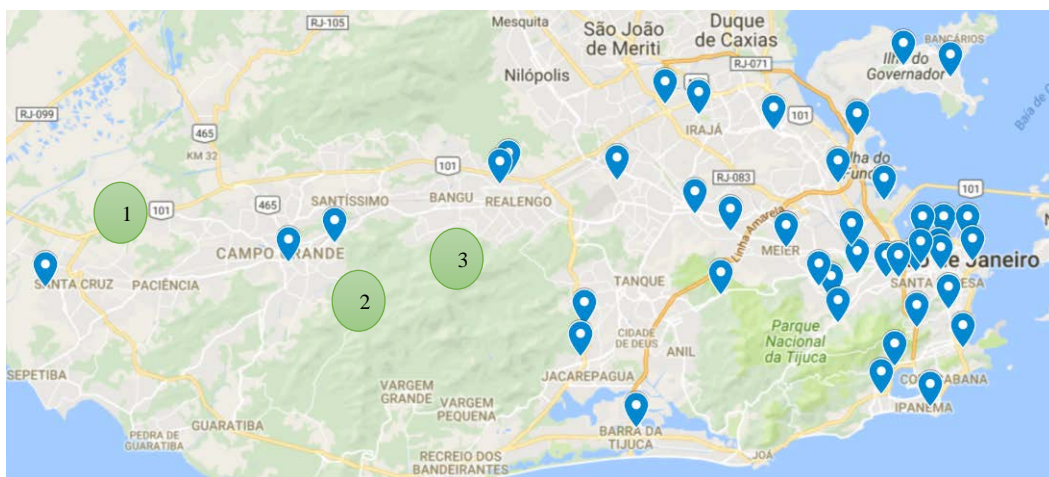 RJ-105
Mesquita
SÃO JOÃO
DE MERITI
Duque
de Caxias
BANCÁRIOS
Ilha do
Governador
RJ-071
Nilópolis
RJ-099
465
KM 32
IRAJÁ
101
Baía de
Ilha do
1
101
465
SANTÍSSIMO
BANGU
101
REALENGO
RJ-083
Linha Amarela
101
CAMPO GRANDE
3
MEIER
de Janeiro
SANTA CRUZ
PACIÊNCIA
2
TANQUE
SANTA
CIDADE
DE DEUS
Parque
Nacional
da Tijuca
ANIL
SEPETIBA
JACAREPAGUA
VARGEM
GRANDE
VARGEM
PEQUENA
IPANEMA
GUARATIBA
PEDRA DE
GUARATIBA
BARRA DA
TIJUCA
JOÁ
RECREIO DOS
BANDEIRANTES